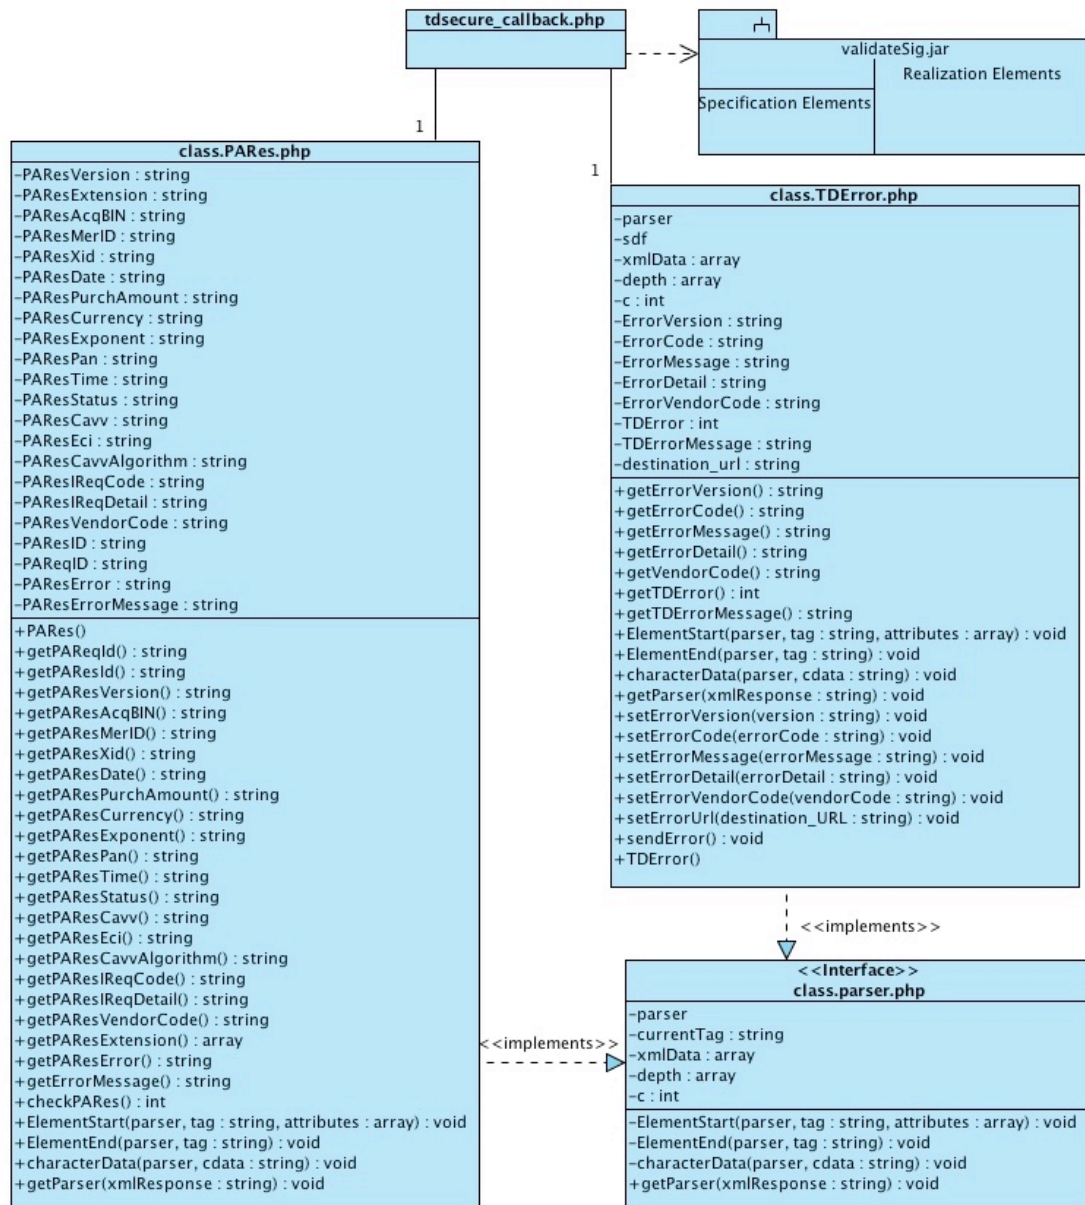 tdsecure_callback.php
validateSig.jar
Realization Elements
Specification Elements
1
1
class.PARes.php
-PAResVersion : string
-PAResExtension : string
-PAResAcqBIN : string
-PAResMerID : string
-PAResXid : string
-PAResDate : string
-PAResPurchAmount : string
-PAResCurrency : string
-PAResExponent : string
-PAResPan : string
-PAResTime : string
-PAResStatus : string
-PAResCavv : string
-PAResEci : string
-PAResCavvAlgorithm : string
-PAResIReqCode : string
-PAResIReqDetail : string
-PAResVendorCode : string
-PAResID : string
-PAReqID : string
-PAResError : string
-PAResErrorMessage : string
+PARes()
+getPAReqId() : string
+getPAResId() : string
+getPAResVersion() : string
+getPAResAcqBIN() : string
+getPAResMerID() : string
+getPAResXid() : string
+getPAResDate() : string
+getPAResPurchAmount() : string
+getPAResCurrency() : string
+getPAResExponent() : string
+getPAResPan() : string
+getPAResTime() : string
+getPAResStatus() : string
+getPAResCavv() : string
+getPAResEci() : string
+getPAResCavvAlgorithm() : string
+getPAResIReqCode() : string
+getPAResIReqDetail() : string
+getPAResVendorCode() : string
+getPAResExtension() : array
+getPAResError() : string
+getErrorMessage() : string
+checkPARes() : int
+ElementStart(parser, tag : string, attributes : array) : void
+ElementEnd(parser, tag : string) : void
+characterData(parser, cdata : string) : void
+getParser(xmlResponse : string) : void
class.TDError.php
-parser
-sdf
-xmlData : array
-depth : array
-c : int
-ErrorVersion : string
-ErrorCode : string
-ErrorMessage : string
-ErrorDetail : string
-ErrorVendorCode : string
-TDError : int
-TDErrorMessage : string
-destination_url : string
+getErrorVersion() : string
+getErrorCode() : string
+getErrorMessage() : string
+getErrorDetail() : string
+getVendorCode() : string
+getTDError() : int
+getTDErrorMessage() : string
+ElementStart(parser, tag : string, attributes : array) : void
+ElementEnd(parser, tag : string) : void
+characterData(parser, cdata : string) : void
+getParser(xmlResponse : string) : void
+setErrorVersion(version : string) : void
+setErrorCode(errorCode : string) : void
+setErrorMessage(errorMessage : string) : void
+setErrorDetail(errorDetail : string) : void
+setErrorVendorCode(vendorCode : string) : void
+setErrorUrl(destination_URL : string) : void
+sendError() : void
+TDError()
<<implements>>
<<implements>>
<<Interface>>
class.parser.php
-parser
-currentTag : string
-xmlData : array
-depth : array
-c : int
-ElementStart(parser, tag : string, attributes : array) : void
-ElementEnd(parser, tag : string) : void
-characterData(parser, cdata : string) : void
+getParser(xmlResponse : string) : void